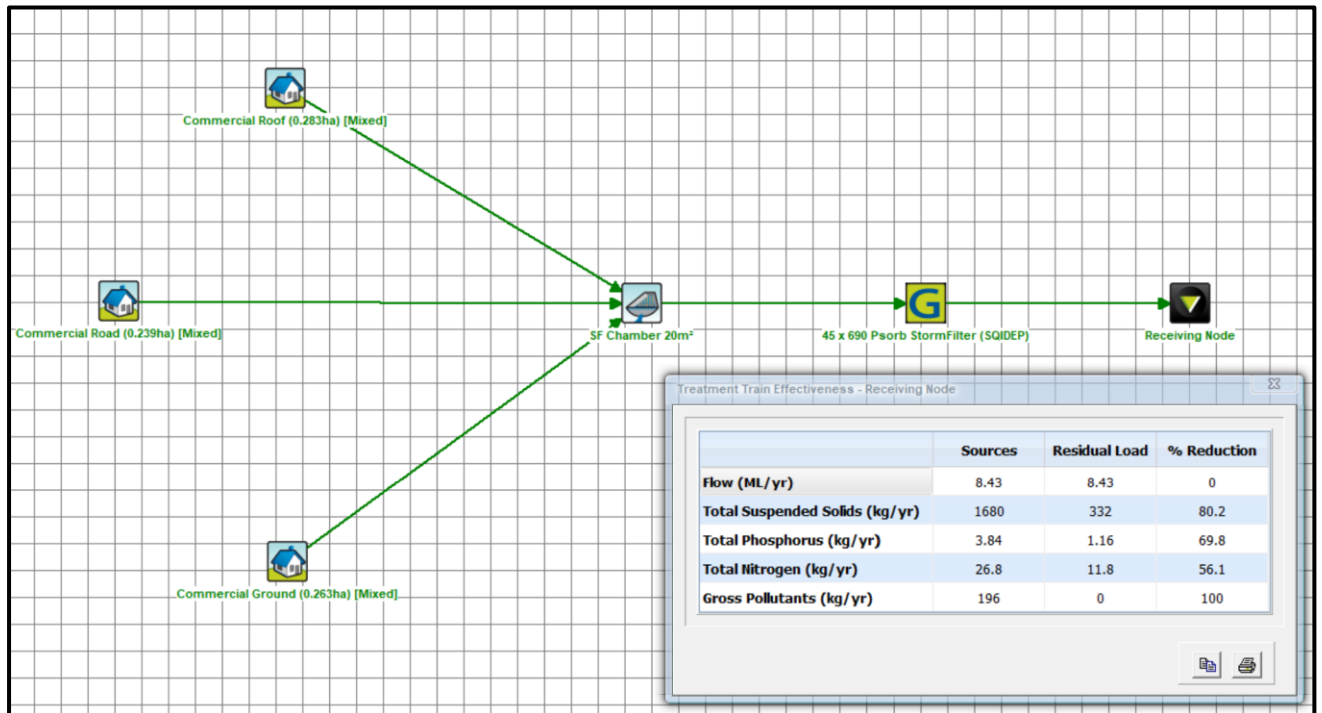 Commercial Roof (0.283ha) [Mixed]
Commercial Road (0.239ha) [Mixed]
SF Chamber 20m²
G
45 x 690 Psorb StormFilter (SQIDEP)
Receiving Node
Commercial Ground (0.263ha) [Mixed]
Treatment Train Effectiveness - Receiving Node
Sources Residual Load % Reduction
Flow (ML/yr) 8.43 8.43 0
Total Suspended Solids (kg/yr) 1680 332 80.2
Total Phosphorus (kg/yr) 3.84 1.16 69.8
Total Nitrogen (kg/yr) 26.8 11.8 56.1
Gross Pollutants (kg/yr) 196 0 100